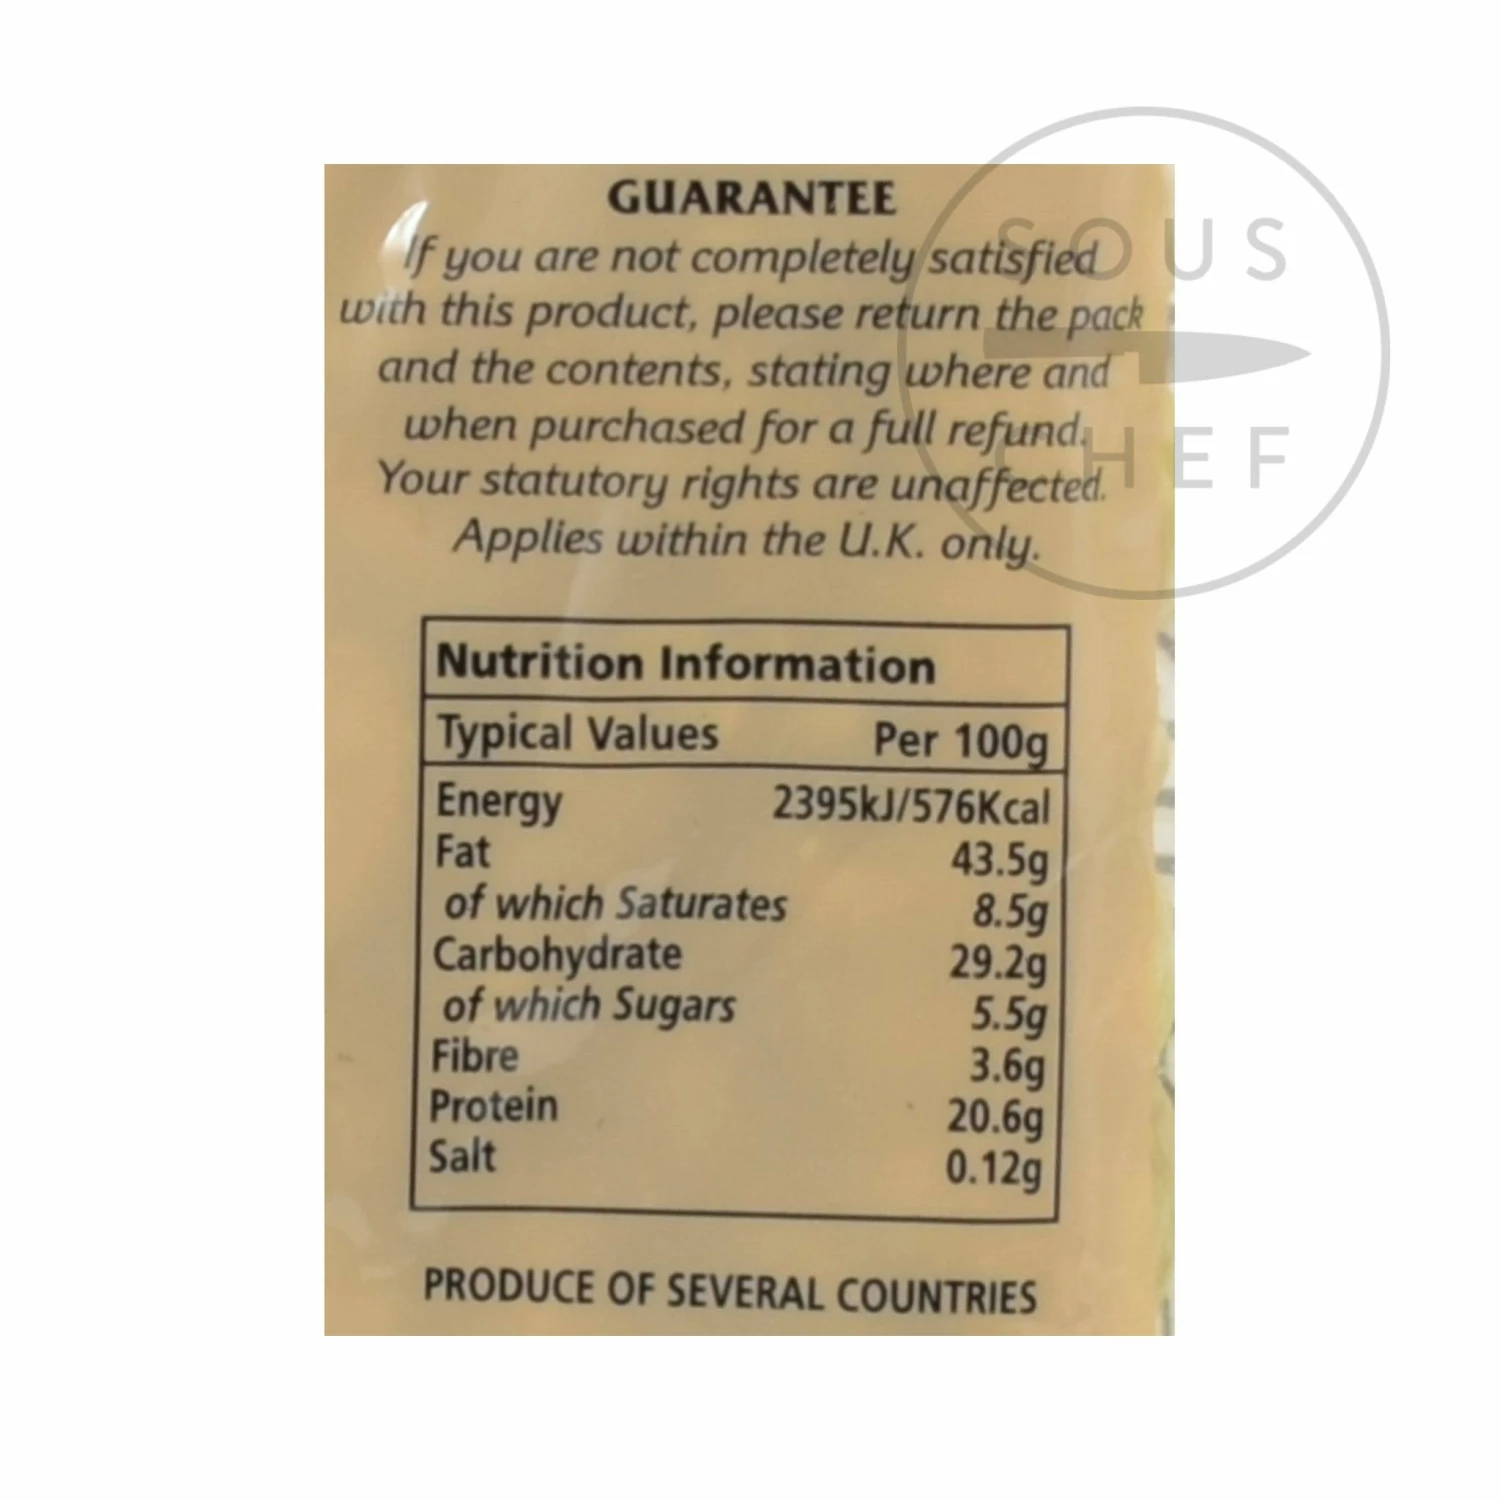 GUARANTEE
If you are not completely satisfied
with this product, please return the pack
and the contents, stating where and
when purchased for a full refund.
Your statutory rights are unaffected.
Applies within the U.K. only.
SOUS
CHEF
Nutrition Information
Typical Values Per 100g
Energy 2395kJ/576Kcal
Fat 43.5g
of which Saturates 8.5g
Carbohydrate 29.2g
of which Sugars 5.5g
Fibre 3.6g
Protein 20.6g
Salt 0.12g
PRODUCE OF SEVERAL COUNTRIES